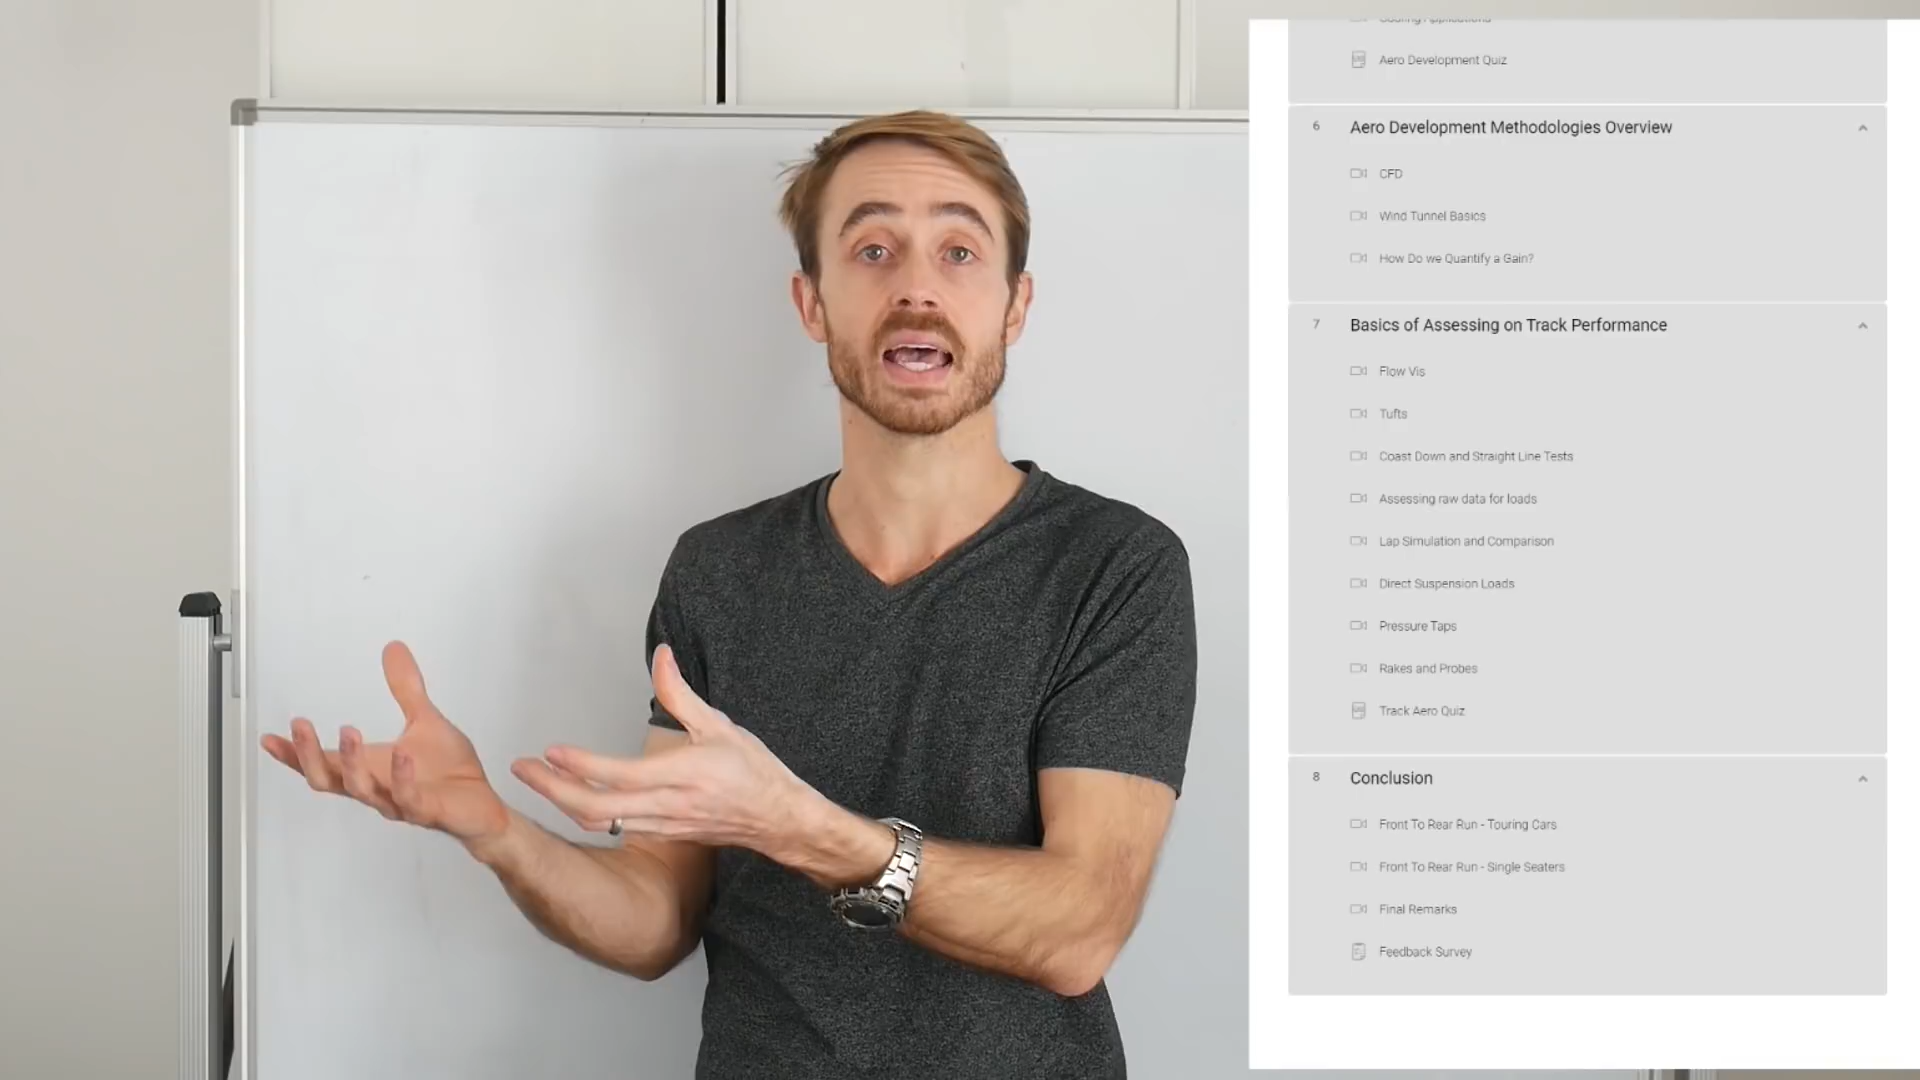 Aero Development Quiz
6 Aero Development Methodologies Overview
CFD
Wind Tunnel Basics
How Do we Quantify a Gain?
7 Basics of Assessing on Track Performance
Flow Vis
Tufts
Coast Down and Straight Line Tests
Assessing raw data for loads
Lap Simulation and Comparison
Direct Suspension Loads
Pressure Taps
Rakes and Probes
Track Aero Quiz
8 Conclusion
Front To Rear Run - Touring Cars
Front To Rear Run - Single Seaters
Final Remarks
Feedback Survey